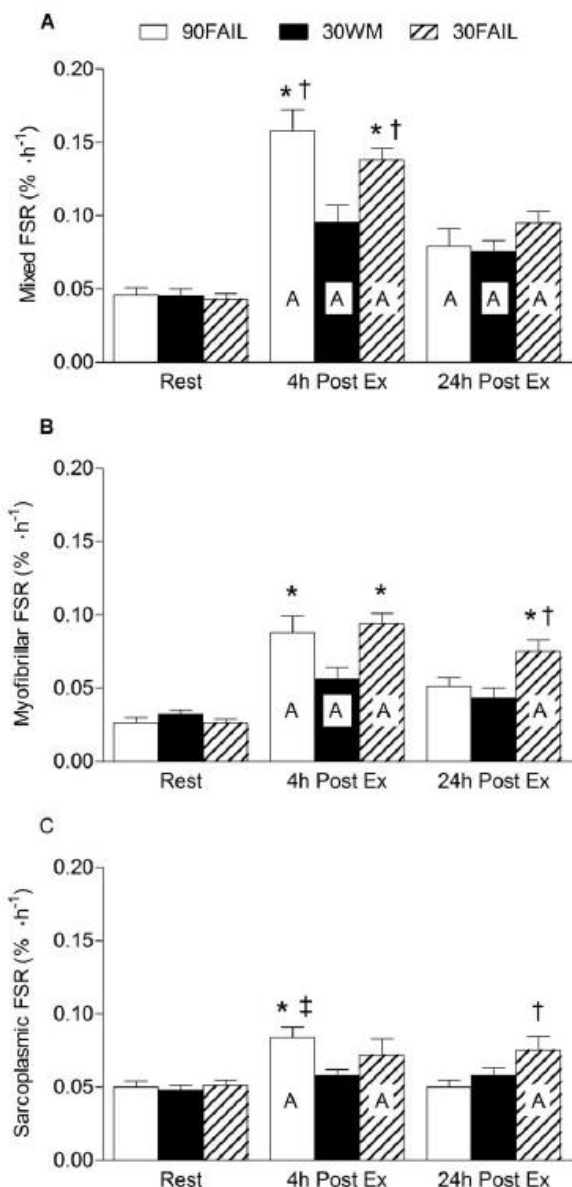 A
90FAIL 30WM 30FAIL
Mixed FSR (% ·h⁻¹)
0.20
0.15
0.10
0.05
0.00
* †
* †
A A A
A A A
Rest 4h Post Ex 24h Post Ex
B
Myofibrillar FSR (% ·h⁻¹)
0.20
0.15
0.10
0.05
0.00
* * * †
A A A A
Rest 4h Post Ex 24h Post Ex
C
Sarcoplasmic FSR (% ·h⁻¹)
0.20
0.15
0.10
0.05
0.00
* ‡ †
A A A
Rest 4h Post Ex 24h Post Ex